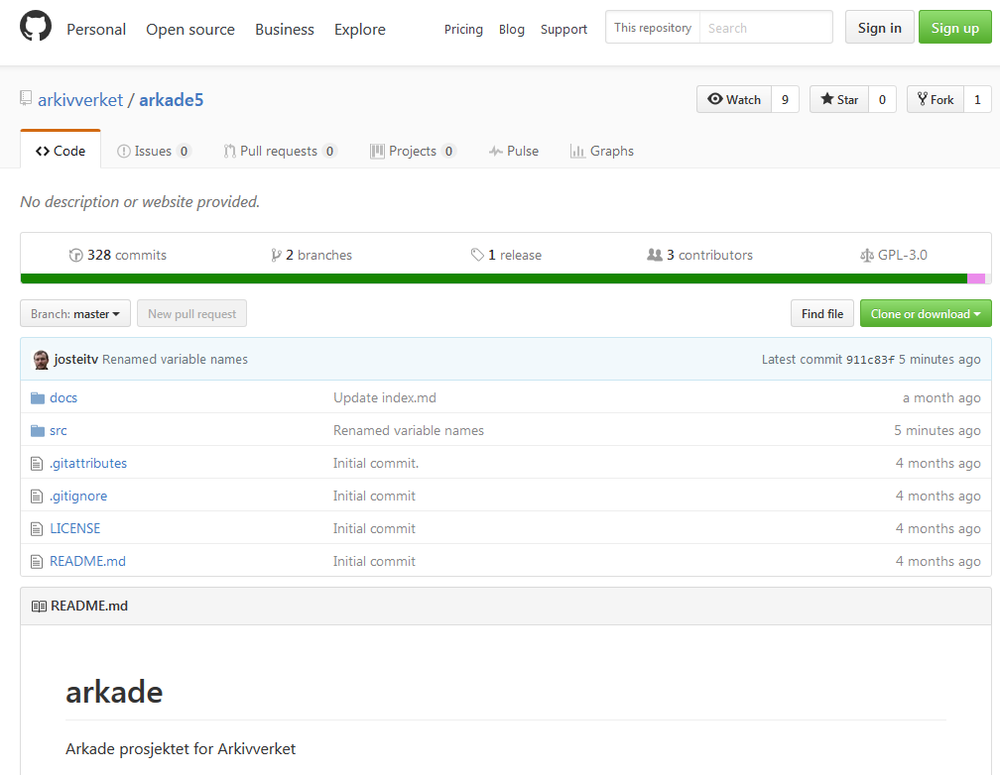 Personal Open source Business Explore Pricing Blog Support This repository Search Sign in Sign up
arkivverket / arkade5 Watch 9 Star 0 Fork 1
Code Issues 0 Pull requests 0 Projects 0 Pulse Graphs
No description or website provided.
328 commits 2 branches 1 release 3 contributors GPL-3.0
Branch: master New pull request Find file Clone or download
josteitv Renamed variable names Latest commit 911c83f 5 minutes ago
docs Update index.md a month ago
src Renamed variable names 5 minutes ago
.gitattributes Initial commit. 4 months ago
.gitignore Initial commit 4 months ago
LICENSE Initial commit 4 months ago
README.md Initial commit 4 months ago
README.md
arkade
Arkade prosjektet for Arkivverket